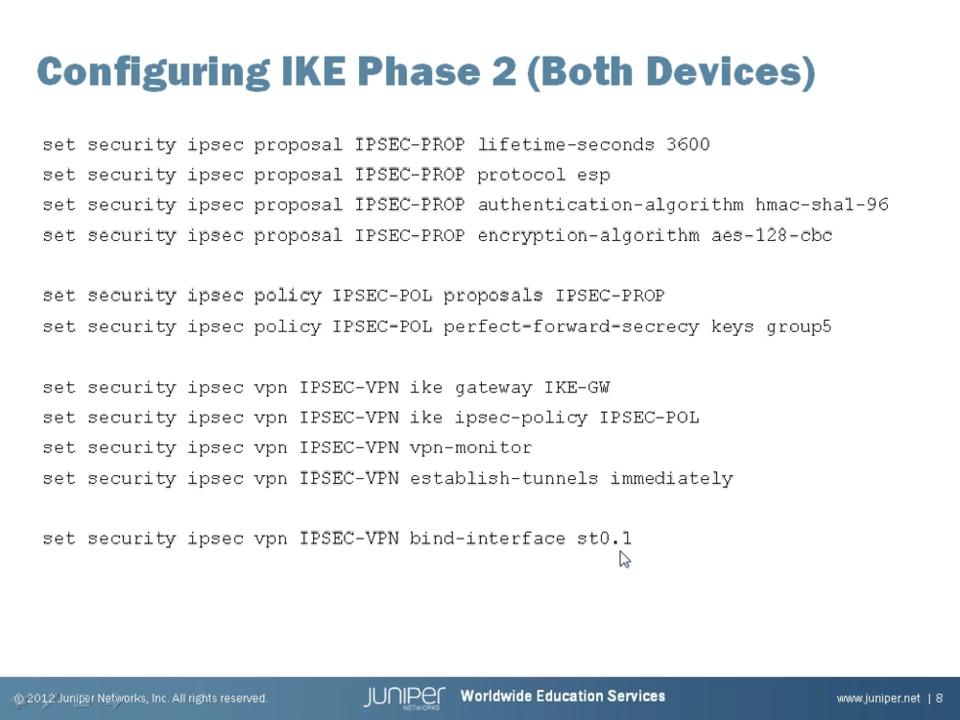 Configuring IKE Phase 2 (Both Devices)
set security ipsec proposal IPSEC-PROP lifetime-seconds 3600
set security ipsec proposal IPSEC-PROP protocol esp
set security ipsec proposal IPSEC-PROP authentication-algorithm hmac-sha1-96
set security ipsec proposal IPSEC-PROP encryption-algorithm aes-128-cbc
set security ipsec policy IPSEC-POL proposals IPSEC-PROP
set security ipsec policy IPSEC-POL perfect-forward-secrecy keys group5
set security ipsec vpn IPSEC-VPN ike gateway IKE-GW
set security ipsec vpn IPSEC-VPN ike ipsec-policy IPSEC-POL
set security ipsec vpn IPSEC-VPN vpn-monitor
set security ipsec vpn IPSEC-VPN establish-tunnels immediately
set security ipsec vpn IPSEC-VPN bind-interface st0.1
© 2012 Juniper Networks, Inc. All rights reserved.
JUNIPER NETWORKS
Worldwide Education Services
www.juniper.net | 8